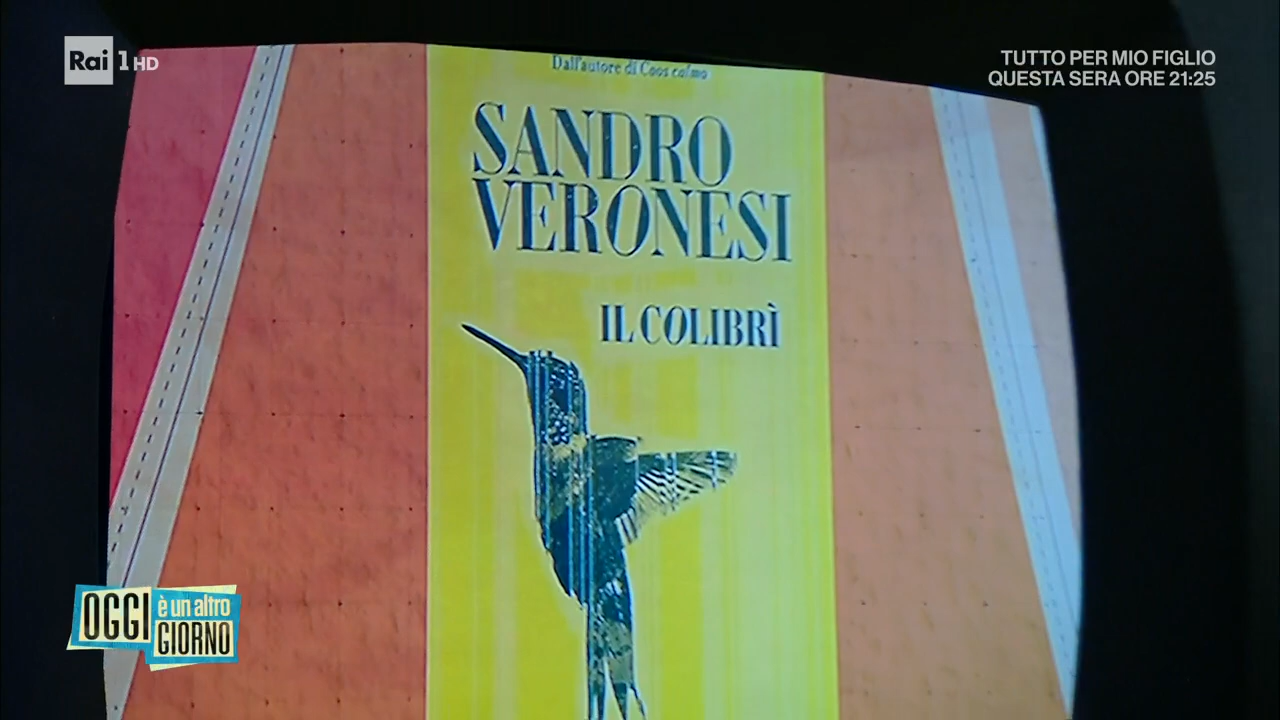 Rai 1 HD
TUTTO PER MIO FIGLIO
QUESTA SERA ORE 21:25
Dall'autore di Caos calmo
SANDRO
VERONESI
IL COLIBRÌ
OGGI
è un altro
GIORNO